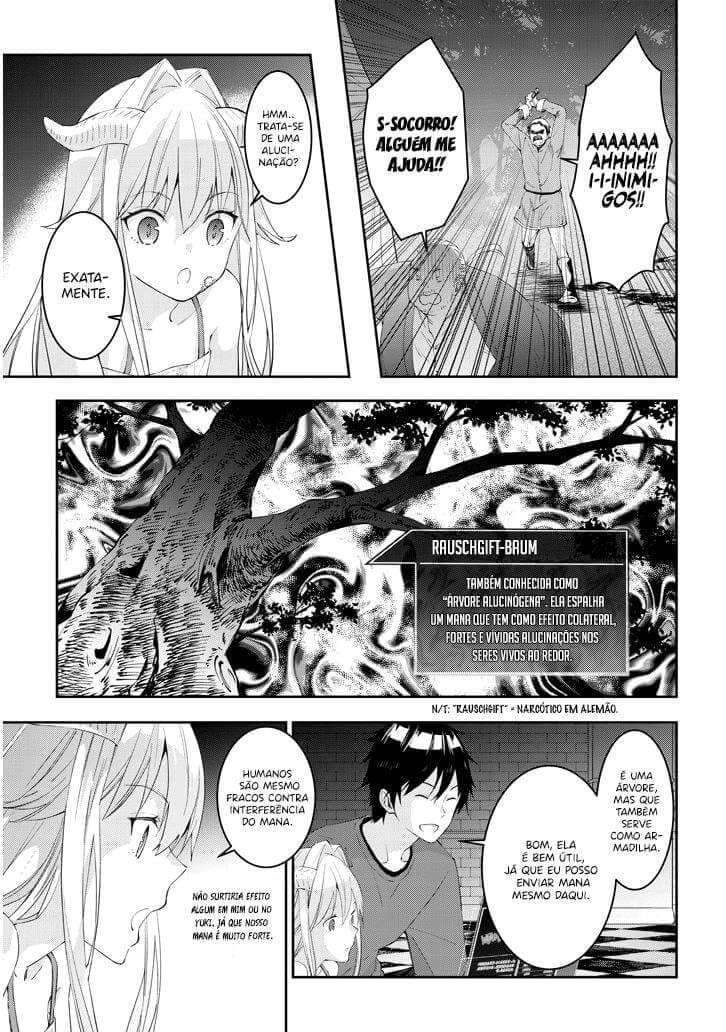 AAAAAAA
AHHHH!!
I-I-INIMI-
GOS!!
S-SOCORRO!
ALGUÉM ME
AJUDA!!
HMM..
TRATA-SE
DE UMA
ALUCI-
NAÇÃO?
EXATA-
MENTE.
RAUSCHGIFT-BAUM
TAMBÉM CONHECIDA COMO
"ÁRVORE ALUCINÓGENA". ELA ESPALHA
UM MANA QUE TEM COMO EFEITO COLATERAL,
FORTES E VÍVIDAS ALUCINAÇÕES NOS
SERES VIVOS AO REDOR.
N/T: "RAUSCHGIFT" = NARCÓTICO EM ALEMÃO.
É UMA
ÁRVORE,
MAS QUE
TAMBÉM
SERVE
COMO AR-
MADILHA.
BOM, ELA
É BEM ÚTIL,
JÁ QUE EU POSSO
ENVIAR MANA
MESMO DAQUI.
HUMANOS
SÃO MESMO
FRACOS CONTRA
INTERFERÊNCIA
DO MANA.
NÃO SURTIRIA EFEITO
ALGUM EM MIM OU NO
YUKI. JÁ QUE NOSSO
MANA É MUITO FORTE.